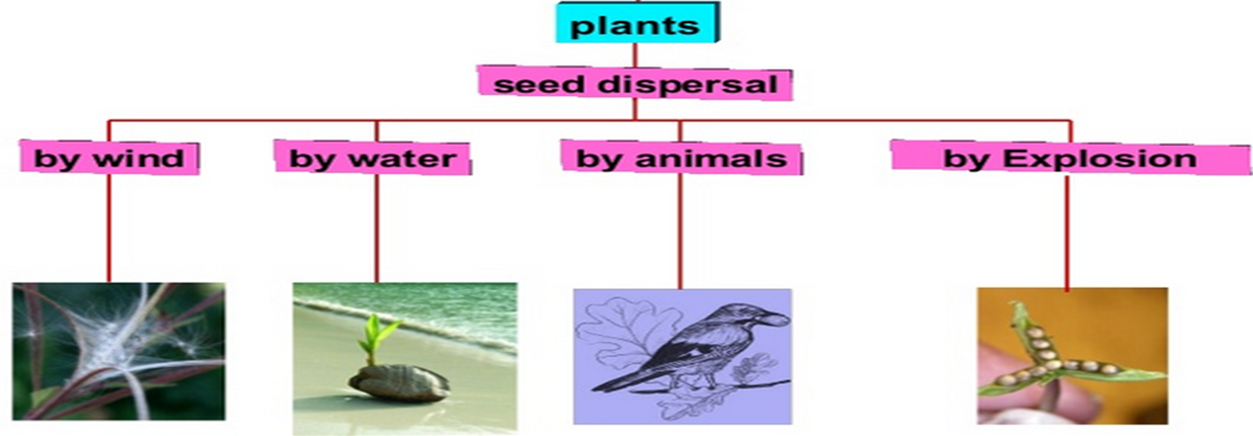 plants
seed dispersal
by wind
by water
by animals
by Explosion